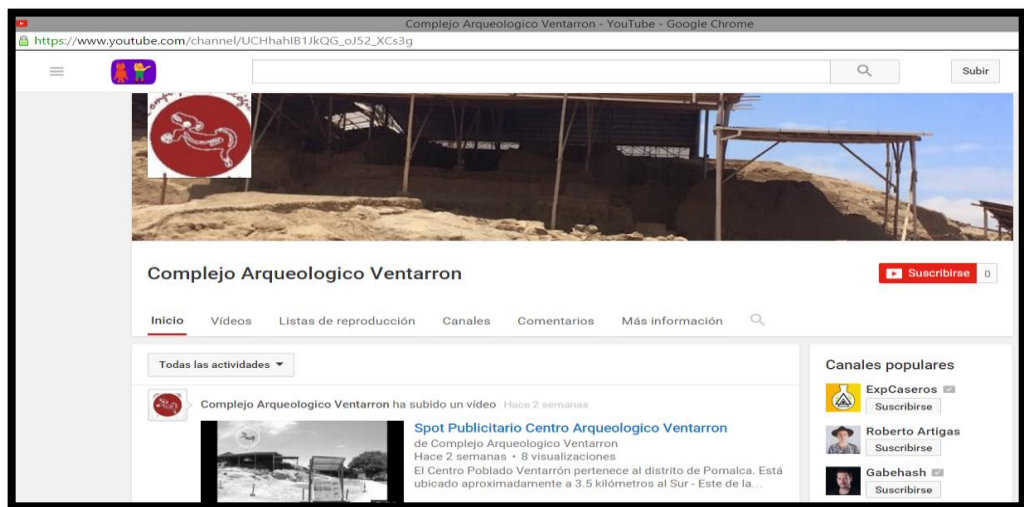 Complejo Arqueologico Ventarron - YouTube - Google Chrome
https://www.youtube.com/channel/UCHhahIB1JkQG_oJ52_XCs3g
Subir
Complejo Arqueologico Ventarron
Suscribirse 0
Inicio Vídeos Listas de reproducción Canales Comentarios Más información
Todas las actividades
Complejo Arqueologico Ventarron ha subido un vídeo Hace 2 semanas
Spot Publicitario Centro Arqueologico Ventarron
de Complejo Arqueologico Ventarron
Hace 2 semanas • 8 visualizaciones
El Centro Poblado Ventarrón pertenece al distrito de Pomalca. Está
ubicado aproximadamente a 3.5 kilómetros al Sur - Este de la...
Canales populares
ExpCaseros
Suscribirse
Roberto Artigas
Suscribirse
Gabehash
Suscribirse